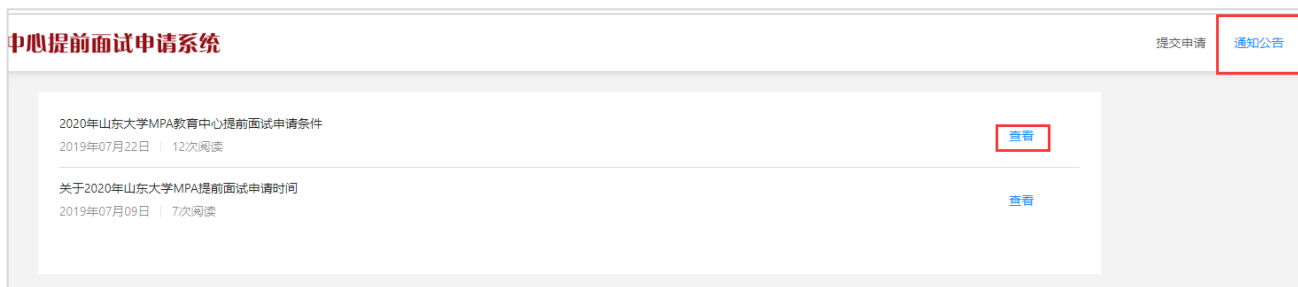 中心提前面试申请系统
提交申请 通知公告
2020年山东大学MPA教育中心提前面试申请条件
2019年07月22日 | 12次阅读
查看
关于2020年山东大学MPA提前面试申请时间
2019年07月09日 | 7次阅读
查看